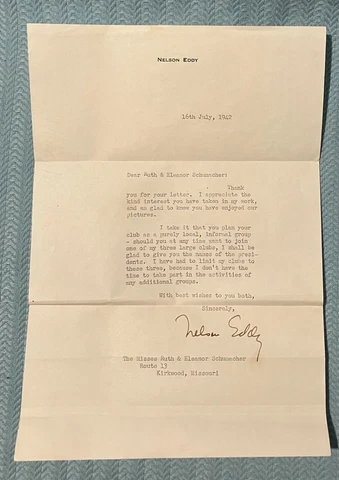 NELSON EDDY
16th July, 1942
Dear Ruth & Eleanor Schumacher:
Thank
you for your letter. I appreciate the
kind interest you have taken in my work,
and am glad to know you have enjoyed our
pictures.
I take it that you plan your
club as a purely local, informal group
- should you at any time want to join
one of my three large clubs, I shall be
glad to give you the names of the presi-
dents. I have had to limit my clubs to
these three, because I don't have the
time to take part in the activities of
any additional groups.
With best wishes to you both,
Sincerely,
Nelson Eddy
The Misses Ruth & Eleanor Schumacher
Route 13
Kirkwood, Missouri